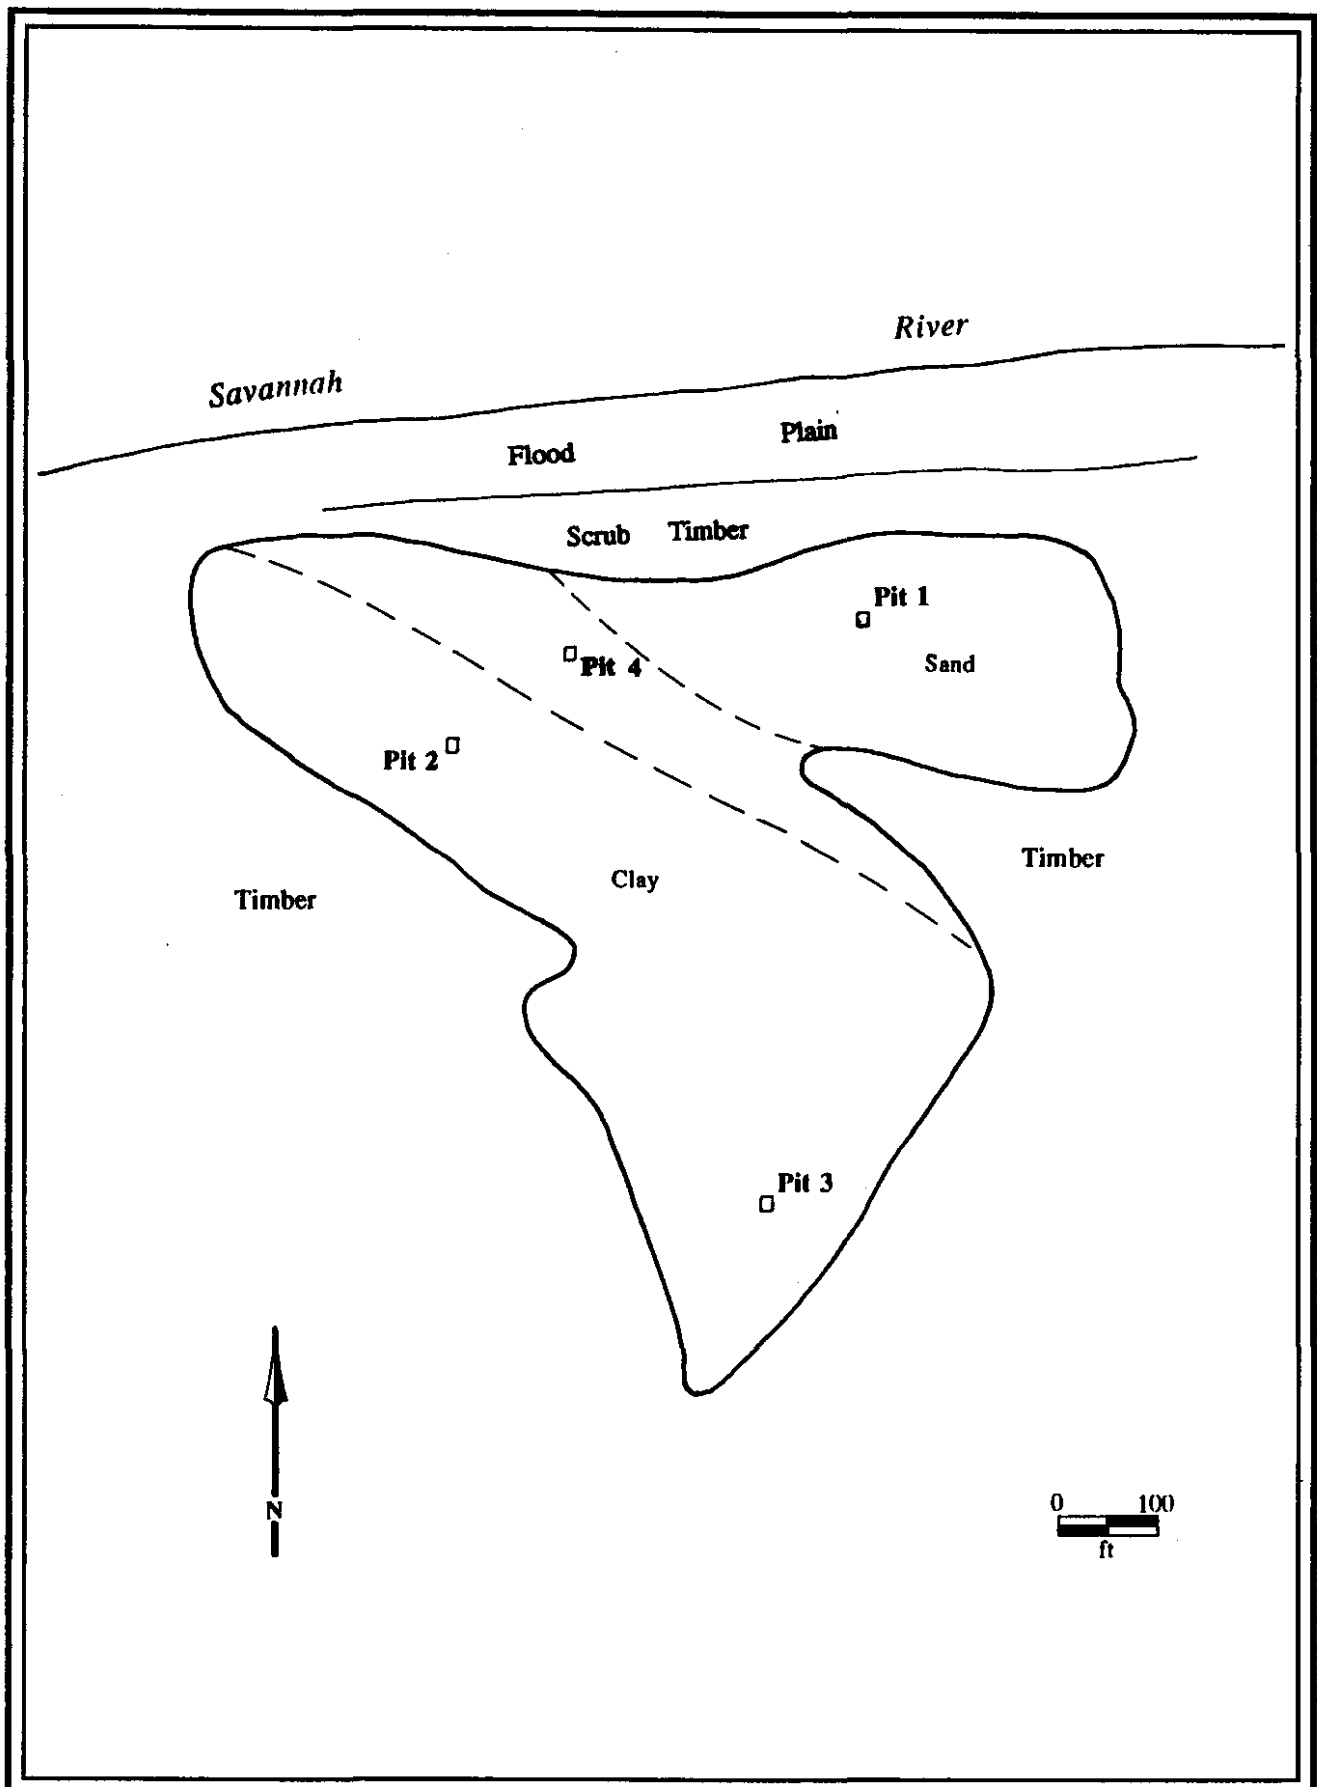 River
Savannah
Plain
Flood
Scrub Timber
Pit 1
Sand
Pit 4
Pit 2
Timber
Clay
Timber
Pit 3
0 100
ft
N